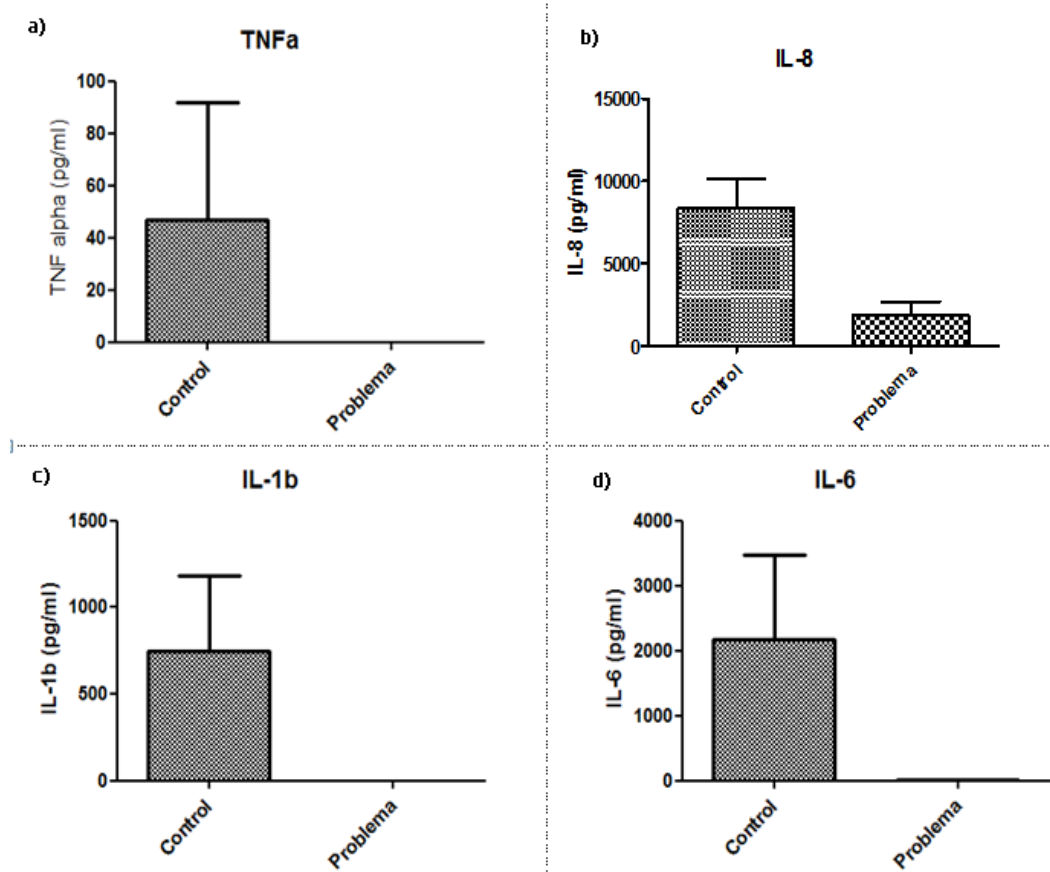 a)
TNFa
TNF alpha (pg/ml)
100
80
60
40
20
0
Control
Problema
b)
IL-8
IL-8 (pg/ml)
15000
10000
5000
0
Control
Problema
c)
IL-1b
IL-1b (pg/ml)
1500
1000
500
0
Control
Problema
d)
IL-6
IL-6 (pg/ml)
4000
3000
2000
1000
0
Control
Problema